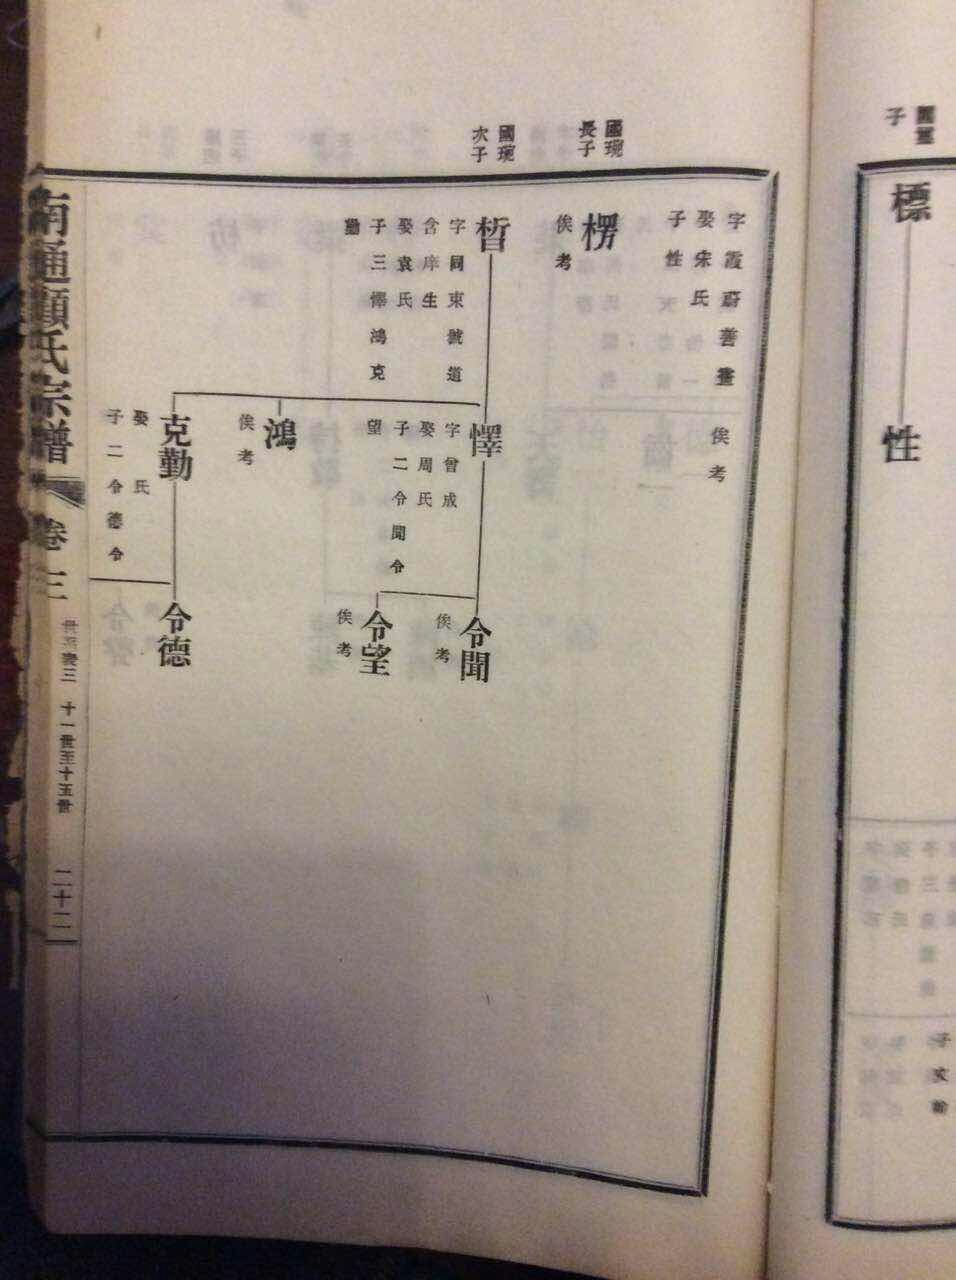 子
標
性
子文齡
國琬
長子
國琬
次子
字霞蔚善畫
娶宋氏
子性
俟考
楞
俟考
晳
字同東號道
含庠生
娶袁氏
子三懌鴻克
勤
懌
字曾成
娶周氏
子二令聞令
望
鴻
俟考
克勤
娶氏
子二令德令
令聞
俟考
令望
俟考
令德
南通顧氏宗譜
卷三
世系表三 十一世至十五世
二十二